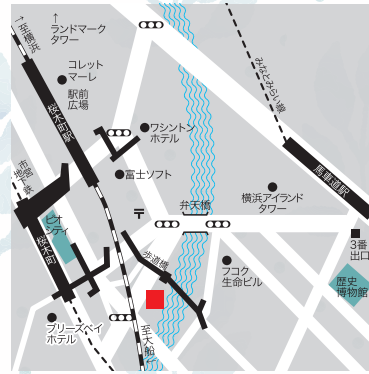 →至横浜
↑
ランドマーク
タワー
コレット
マーレ
駅前
広場
桜木町駅
みなとみらい線
ワシントン
ホテル
富士ソフト
馬車道駅
横浜アイランド
タワー
市営
地下鉄
桜木町
ピオ
シティ
〒
弁天橋
歩道橋
フコク
生命ビル
3番
出口
歴史
博物館
ブリーズベイ
ホテル
至大船↓